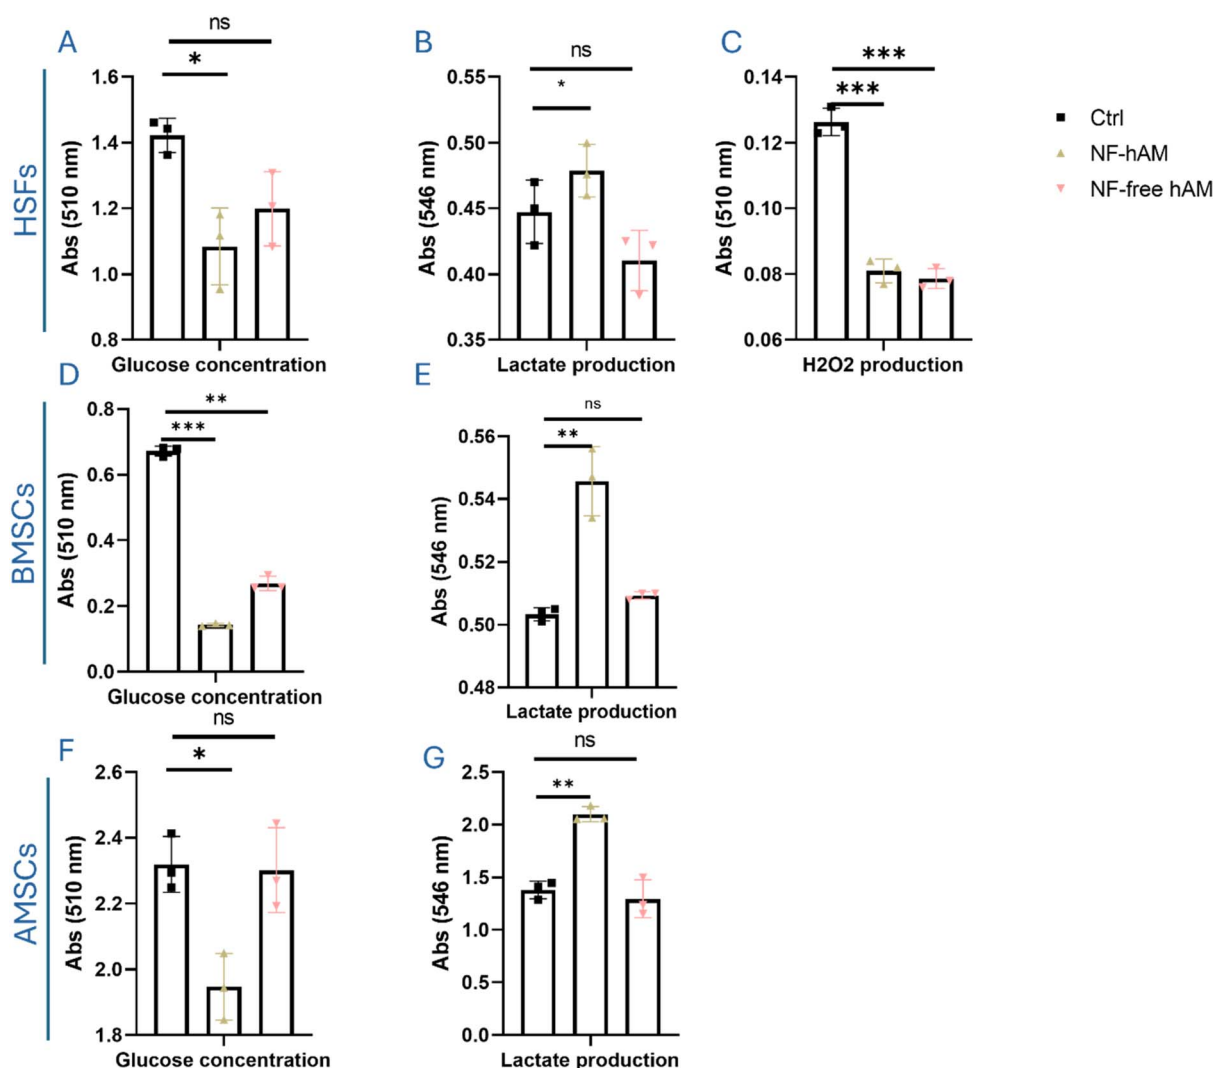 A
B
C
ns
*
ns
*
***
***
HSFs
Abs (510 nm)
1.6
1.4
1.2
1.0
0.8
Glucose concentration
Abs (546 nm)
0.55
0.50
0.45
0.40
0.35
Lactate production
Abs (510 nm)
0.14
0.12
0.10
0.08
0.06
H2O2 production
Ctrl
NF-hAM
NF-free hAM
D
E
**
***
ns
**
BMSCs
Abs (510 nm)
0.8
0.6
0.4
0.2
0.0
Glucose concentration
Abs (546 nm)
0.56
0.54
0.52
0.50
0.48
Lactate production
F
G
ns
*
ns
**
AMSCs
Abs (510 nm)
2.6
2.4
2.2
2.0
1.8
Glucose concentration
Abs (546 nm)
2.5
2.0
1.5
1.0
0.5
0.0
Lactate production